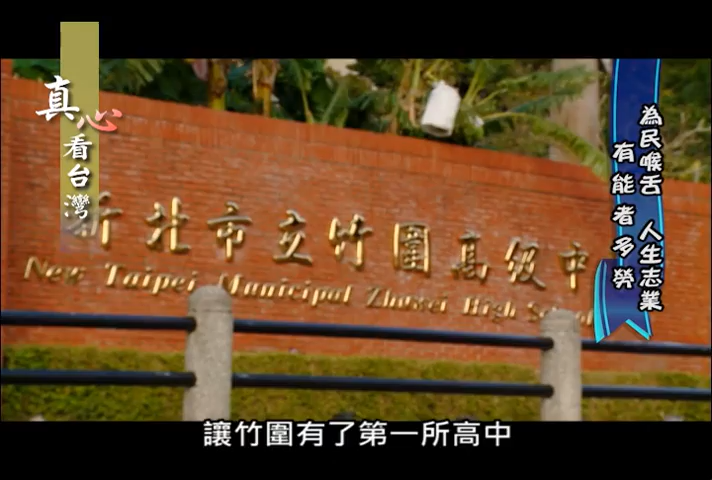 真心看台灣
為民喉舌 人生志業
有能者多勞
新北市立竹圍高級中
New Taipei Municipal Zhuwei High School
讓竹圍有了第一所高中